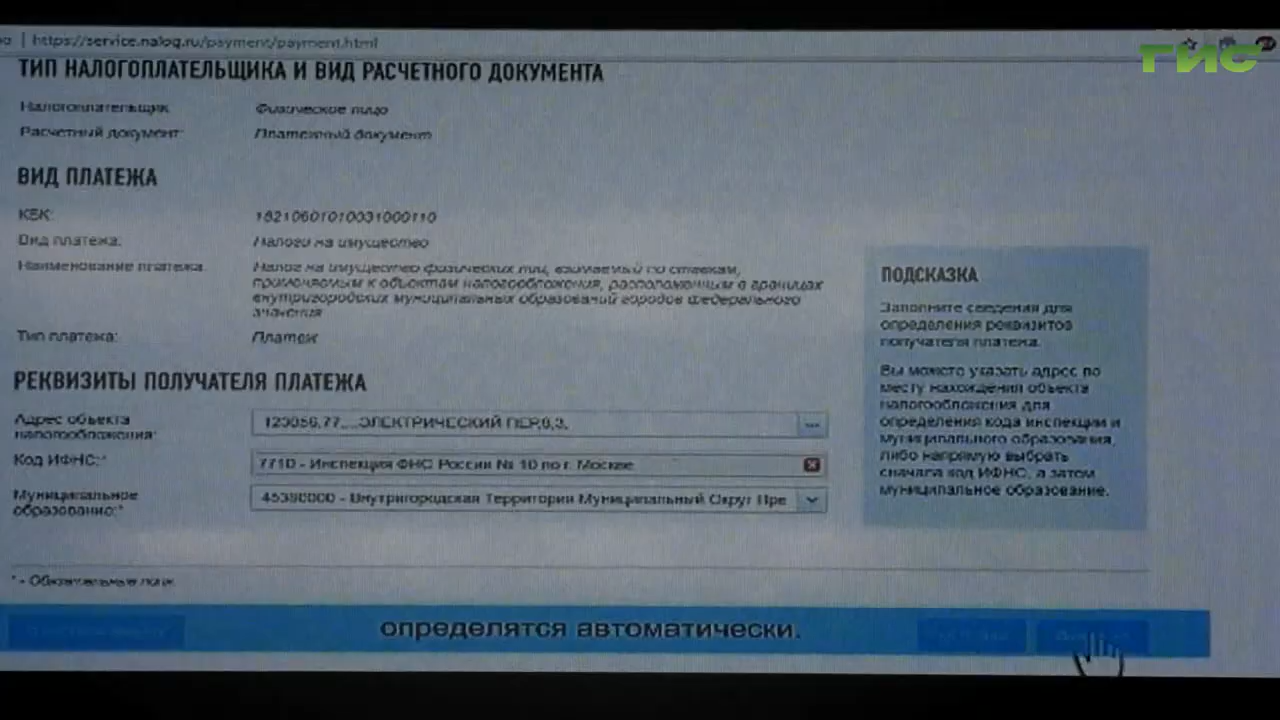 https://service.nalog.ru/payment/payment.html
ТИС
ТИП НАЛОГОПЛАТЕЛЬЩИКА И ВИД РАСЧЕТНОГО ДОКУМЕНТА
Налогоплательщик: Физическое лицо
Расчетный документ: Платежный документ
ВИД ПЛАТЕЖА
КБК: 18210601010031000110
Вид платежа: Налоги на имущество
Наименование платежа: Налог на имущество физических лиц, взимаемый по ставкам,
применяемым к объектам налогообложения, расположенным в границах
внутригородских муниципальных образований городов федерального
значения
Тип платежа: Платеж
РЕКВИЗИТЫ ПОЛУЧАТЕЛЯ ПЛАТЕЖА
Адрес объекта
налогообложения:*
ЭЛЕКТРИЧЕСКИЙ ПЕР,
Код ИФНС:* 7710 - Инспекция ФНС России № 10 по г. Москве
Муниципальное
образование:*
45380000 - Внутригородская Территории Муниципальный Округ Пре
ПОДСКАЗКА
Заполните сведения для
определения реквизитов
получателя платежа.
Вы можете указать адрес по
месту нахождения объекта
налогообложения для
определения кода инспекции и
муниципального образования,
либо напрямую выбрать
сначала код ИФНС, а затем
муниципальное образование.
* - Обязательные поля
определятся автоматически.